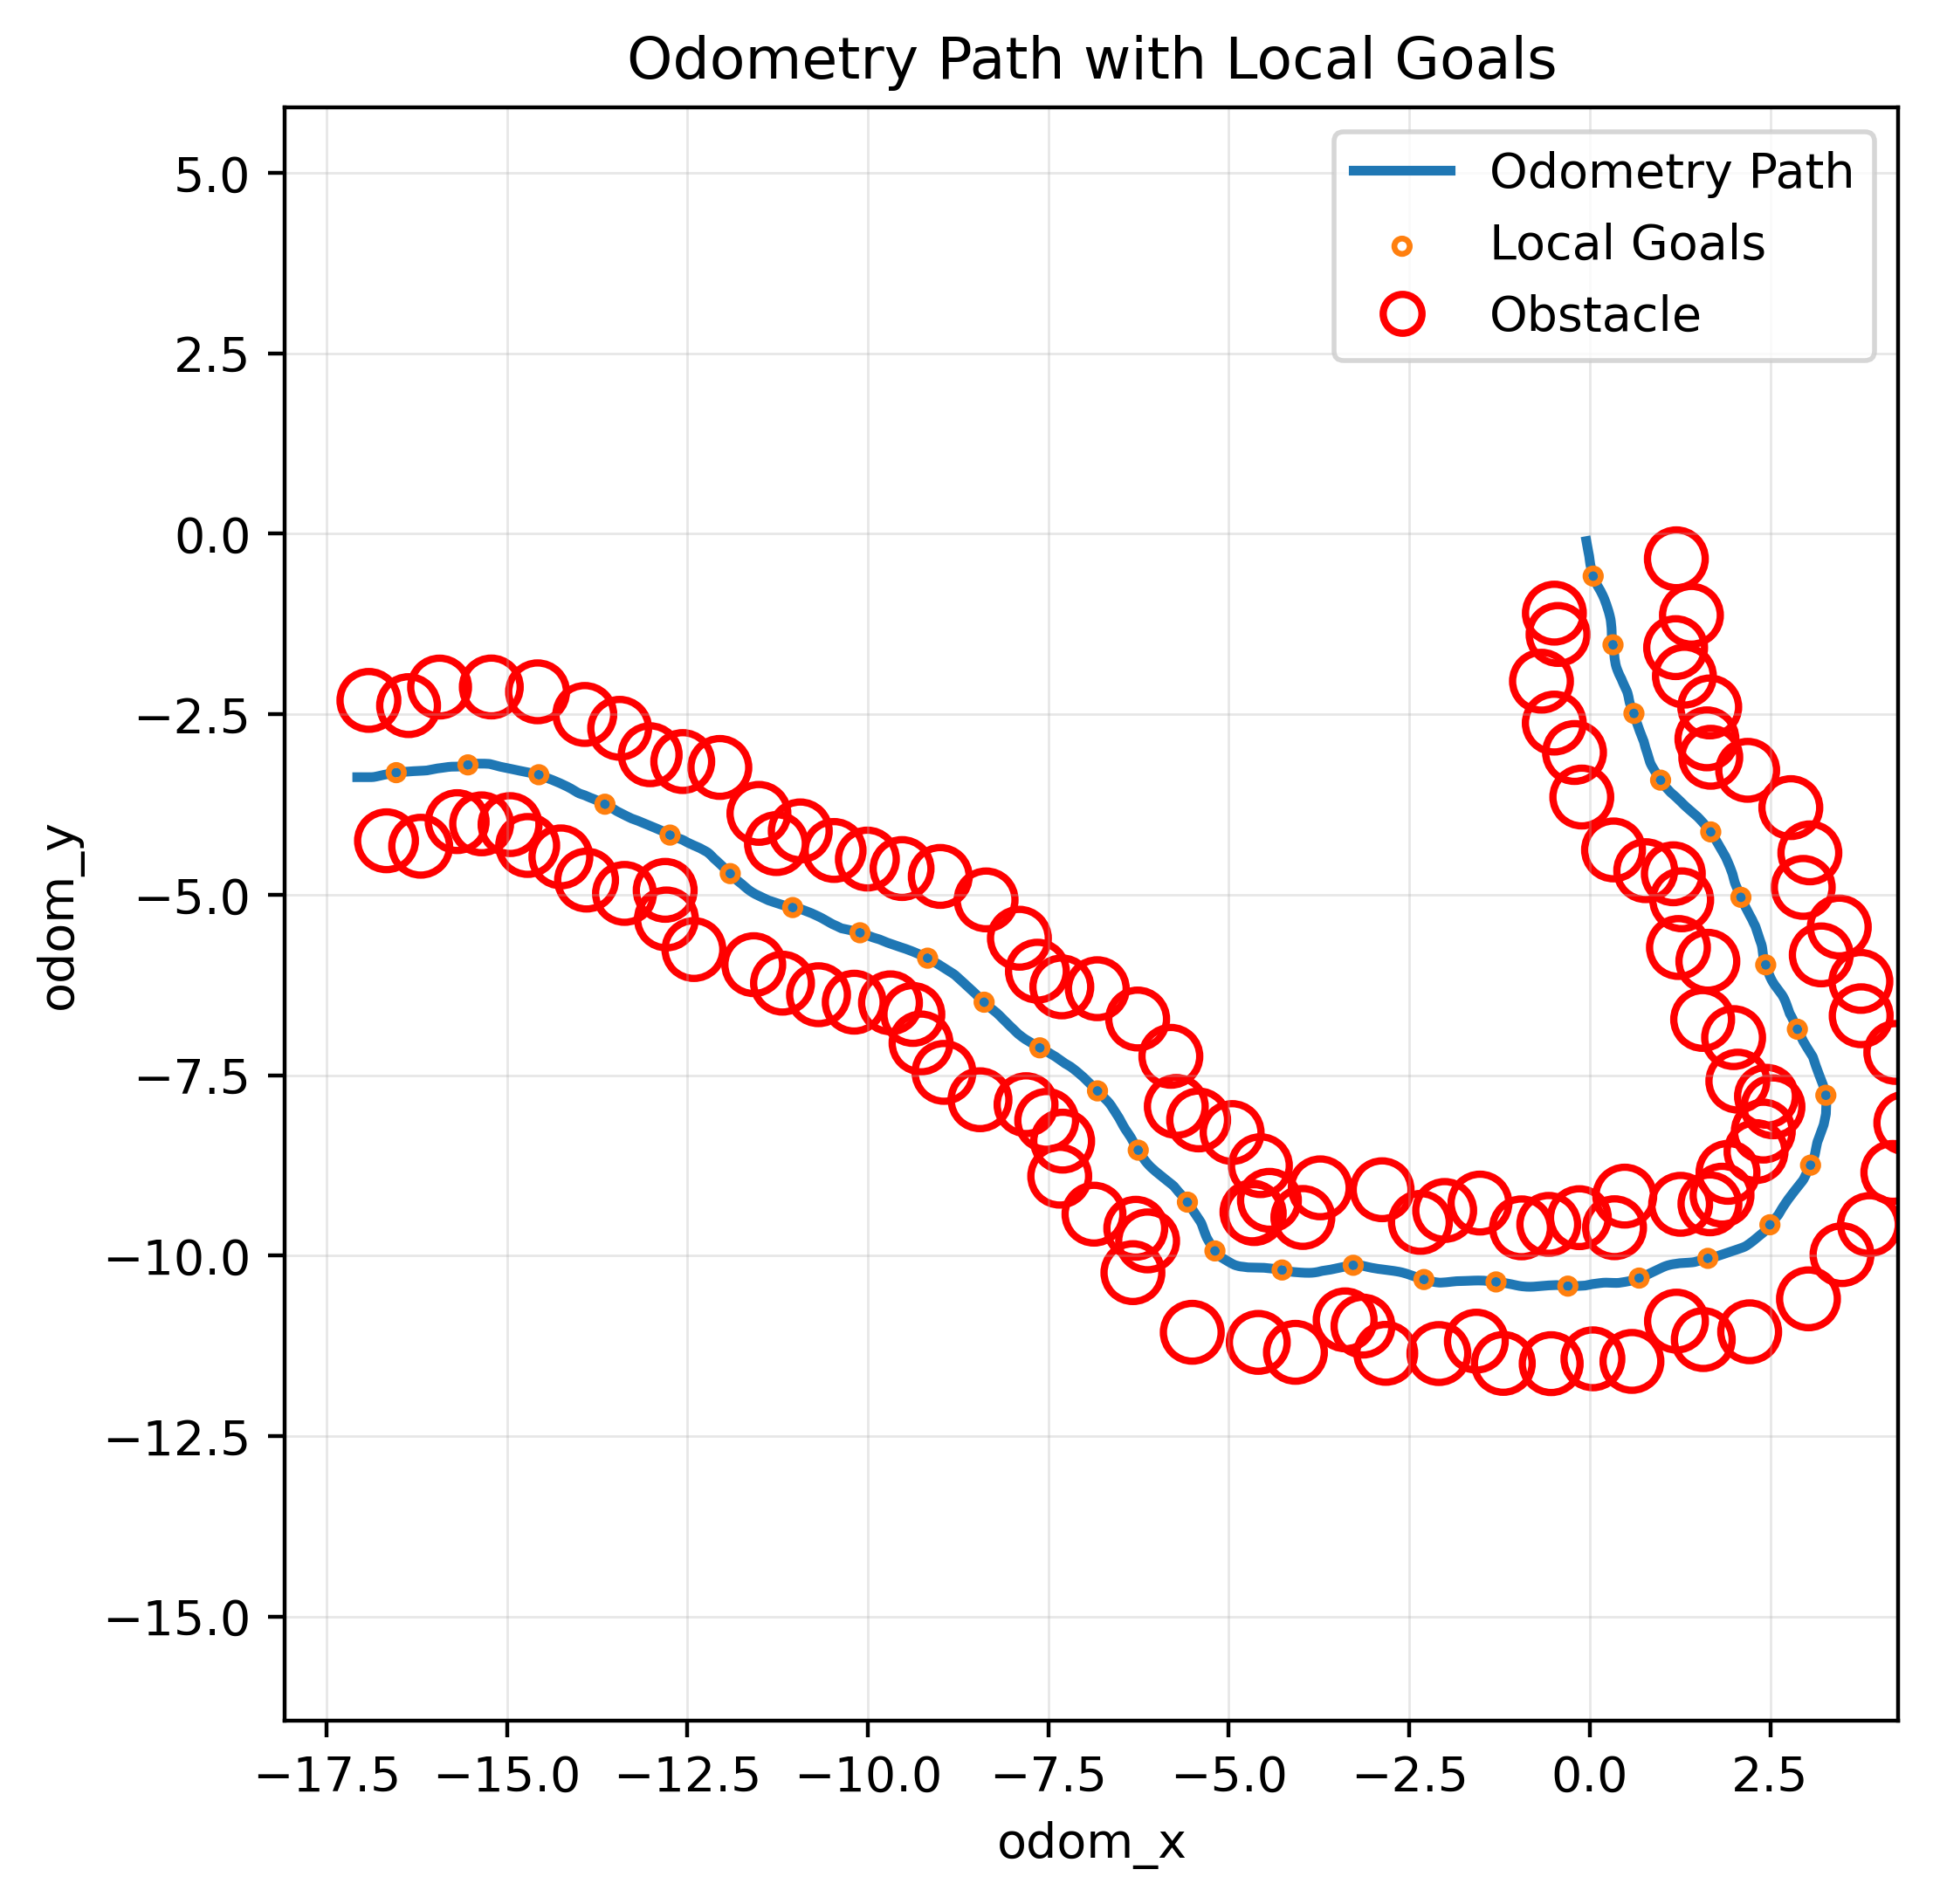 Odometry Path with Local Goals
Odometry Path
Local Goals
Obstacle
5.0
2.5
0.0
−2.5
−5.0
−7.5
−10.0
−12.5
−15.0
odom_y
−17.5 −15.0 −12.5 −10.0 −7.5 −5.0 −2.5 0.0 2.5
odom_x